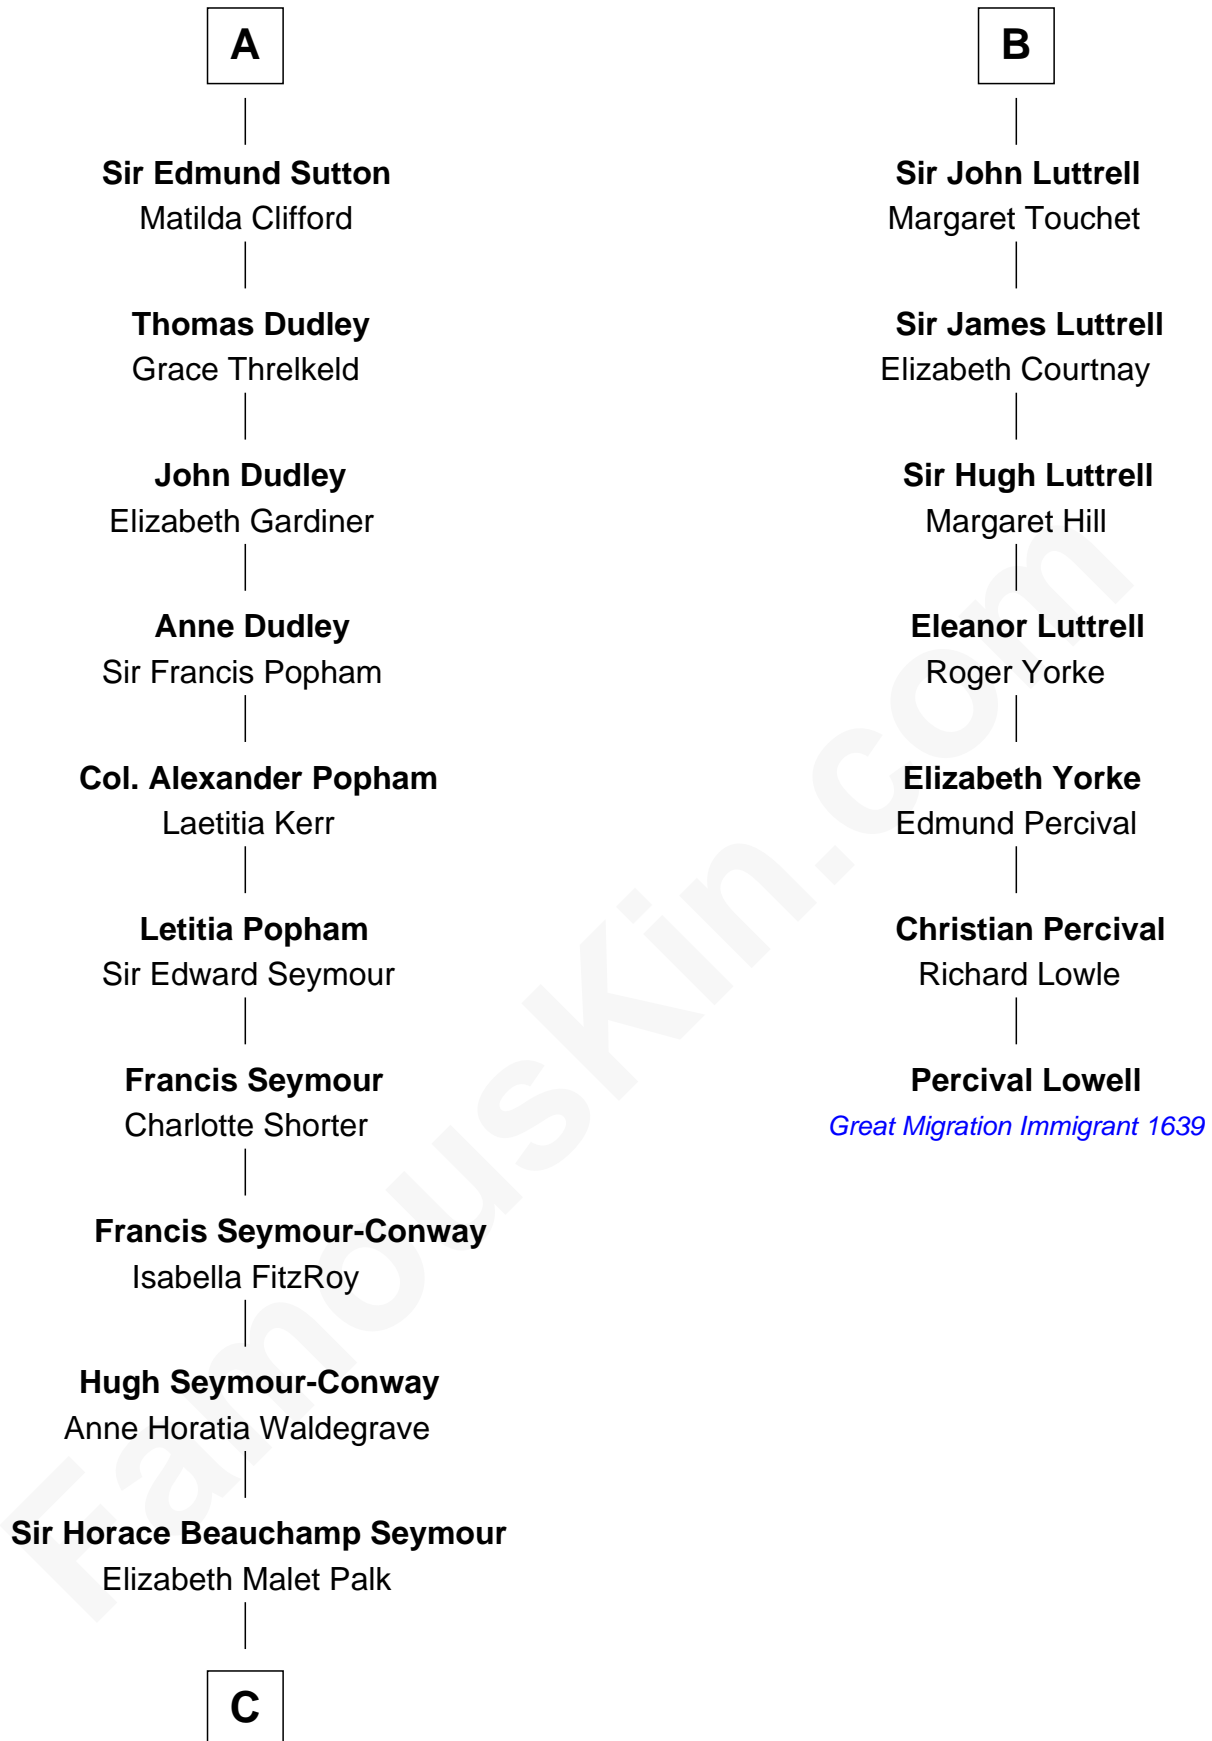 A
Sir Edmund Sutton
Matilda Clifford
Thomas Dudley
Grace Threlkeld
John Dudley
Elizabeth Gardiner
Anne Dudley
Sir Francis Popham
Col. Alexander Popham
Laetitia Kerr
Letitia Popham
Sir Edward Seymour
Francis Seymour
Charlotte Shorter
Francis Seymour-Conway
Isabella FitzRoy
Hugh Seymour-Conway
Anne Horatia Waldegrave
Sir Horace Beauchamp Seymour
Elizabeth Malet Palk
C
B
Sir John Luttrell
Margaret Touchet
Sir James Luttrell
Elizabeth Courtnay
Sir Hugh Luttrell
Margaret Hill
Eleanor Luttrell
Roger Yorke
Elizabeth Yorke
Edmund Percival
Christian Percival
Richard Lowle
Percival Lowell
Great Migration Immigrant 1639
FamousKin.com